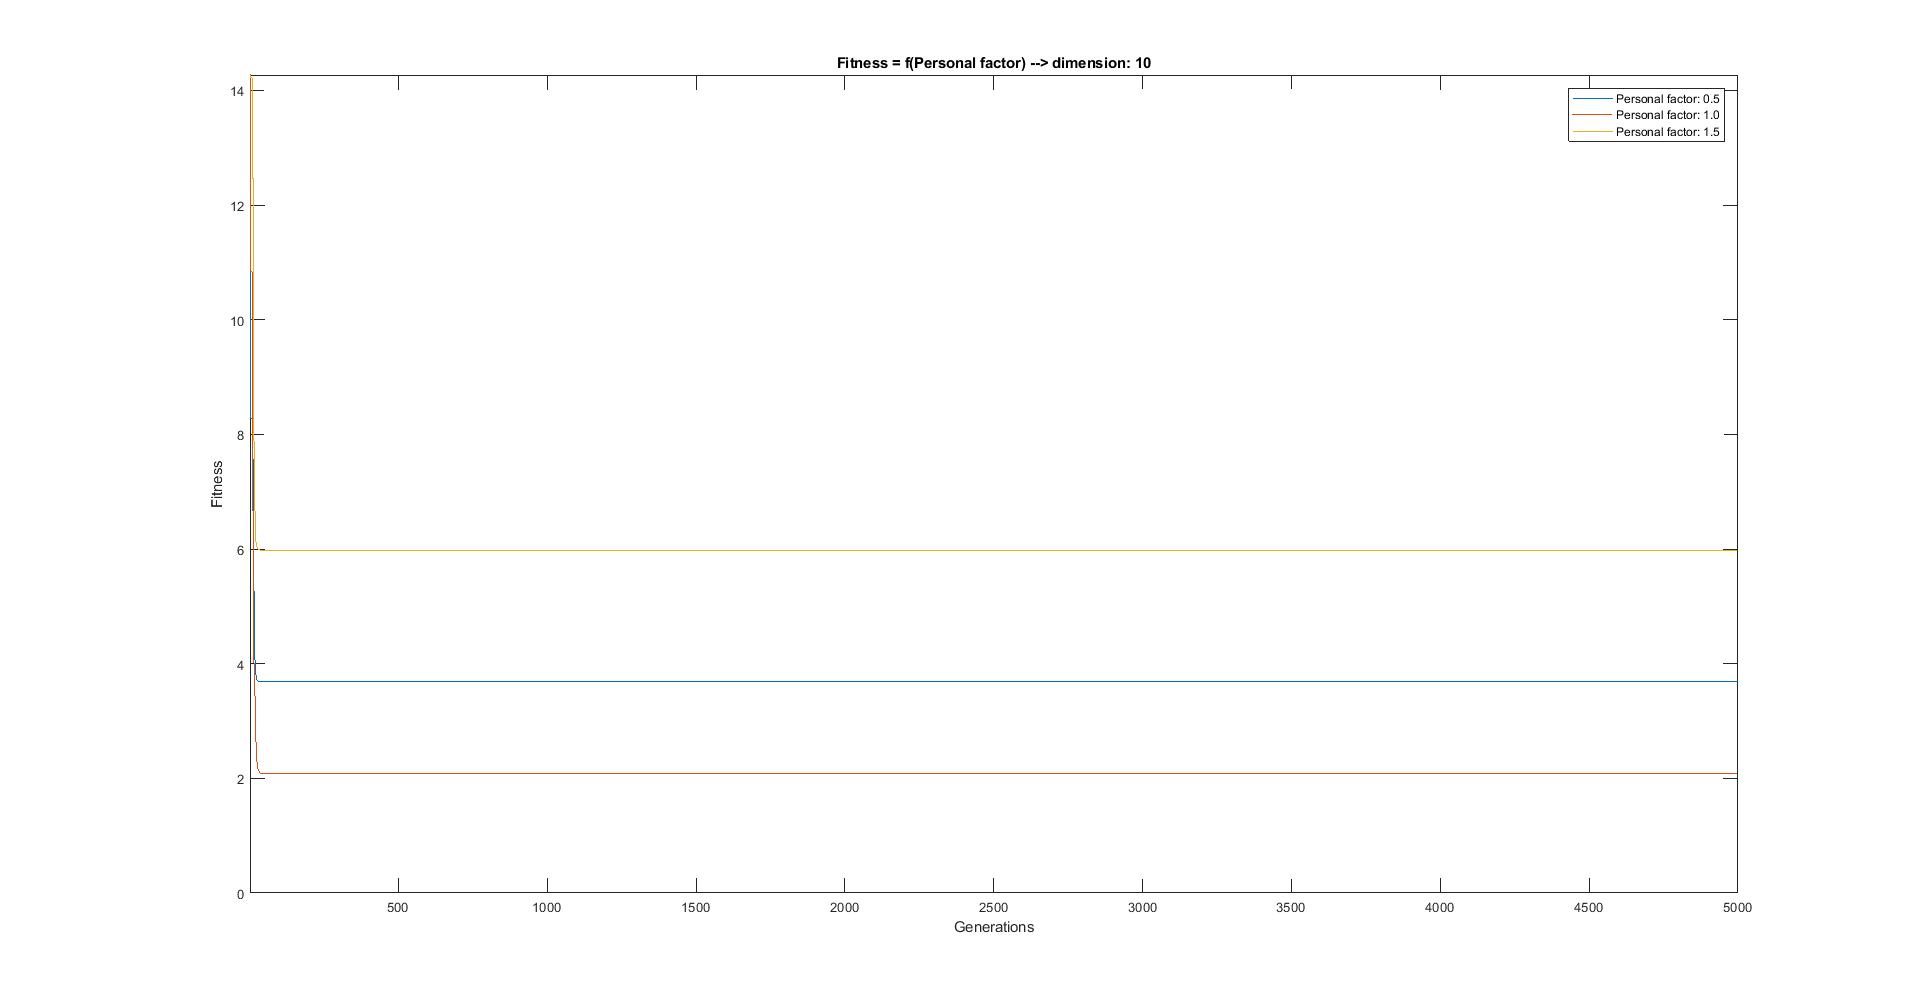 Fitness = f(Personal factor) --> dimension: 10
Personal factor: 0.5
Personal factor: 1.0
Personal factor: 1.5
14
12
10
8
6
4
2
0
Fitness
500 1000 1500 2000 2500 3000 3500 4000 4500 5000
Generations